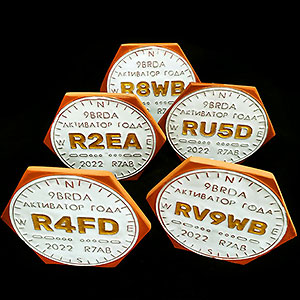 9BRDA
АКТИВАТОР ГОДА
R8WB
9BRDA
АКТИВАТОР ГОДА
W R2EA E
2022 R7AB
N
9BRDA
АКТИВАТОР ГОДА
W RU5D E
2022 R7AB
N
9BRDA
АКТИВАТОР ГОДА
R4FD
2022 R7AB
N
9BRDA
АКТИВАТОР ГОДА
W RV9WB E
2022 R7AB
S